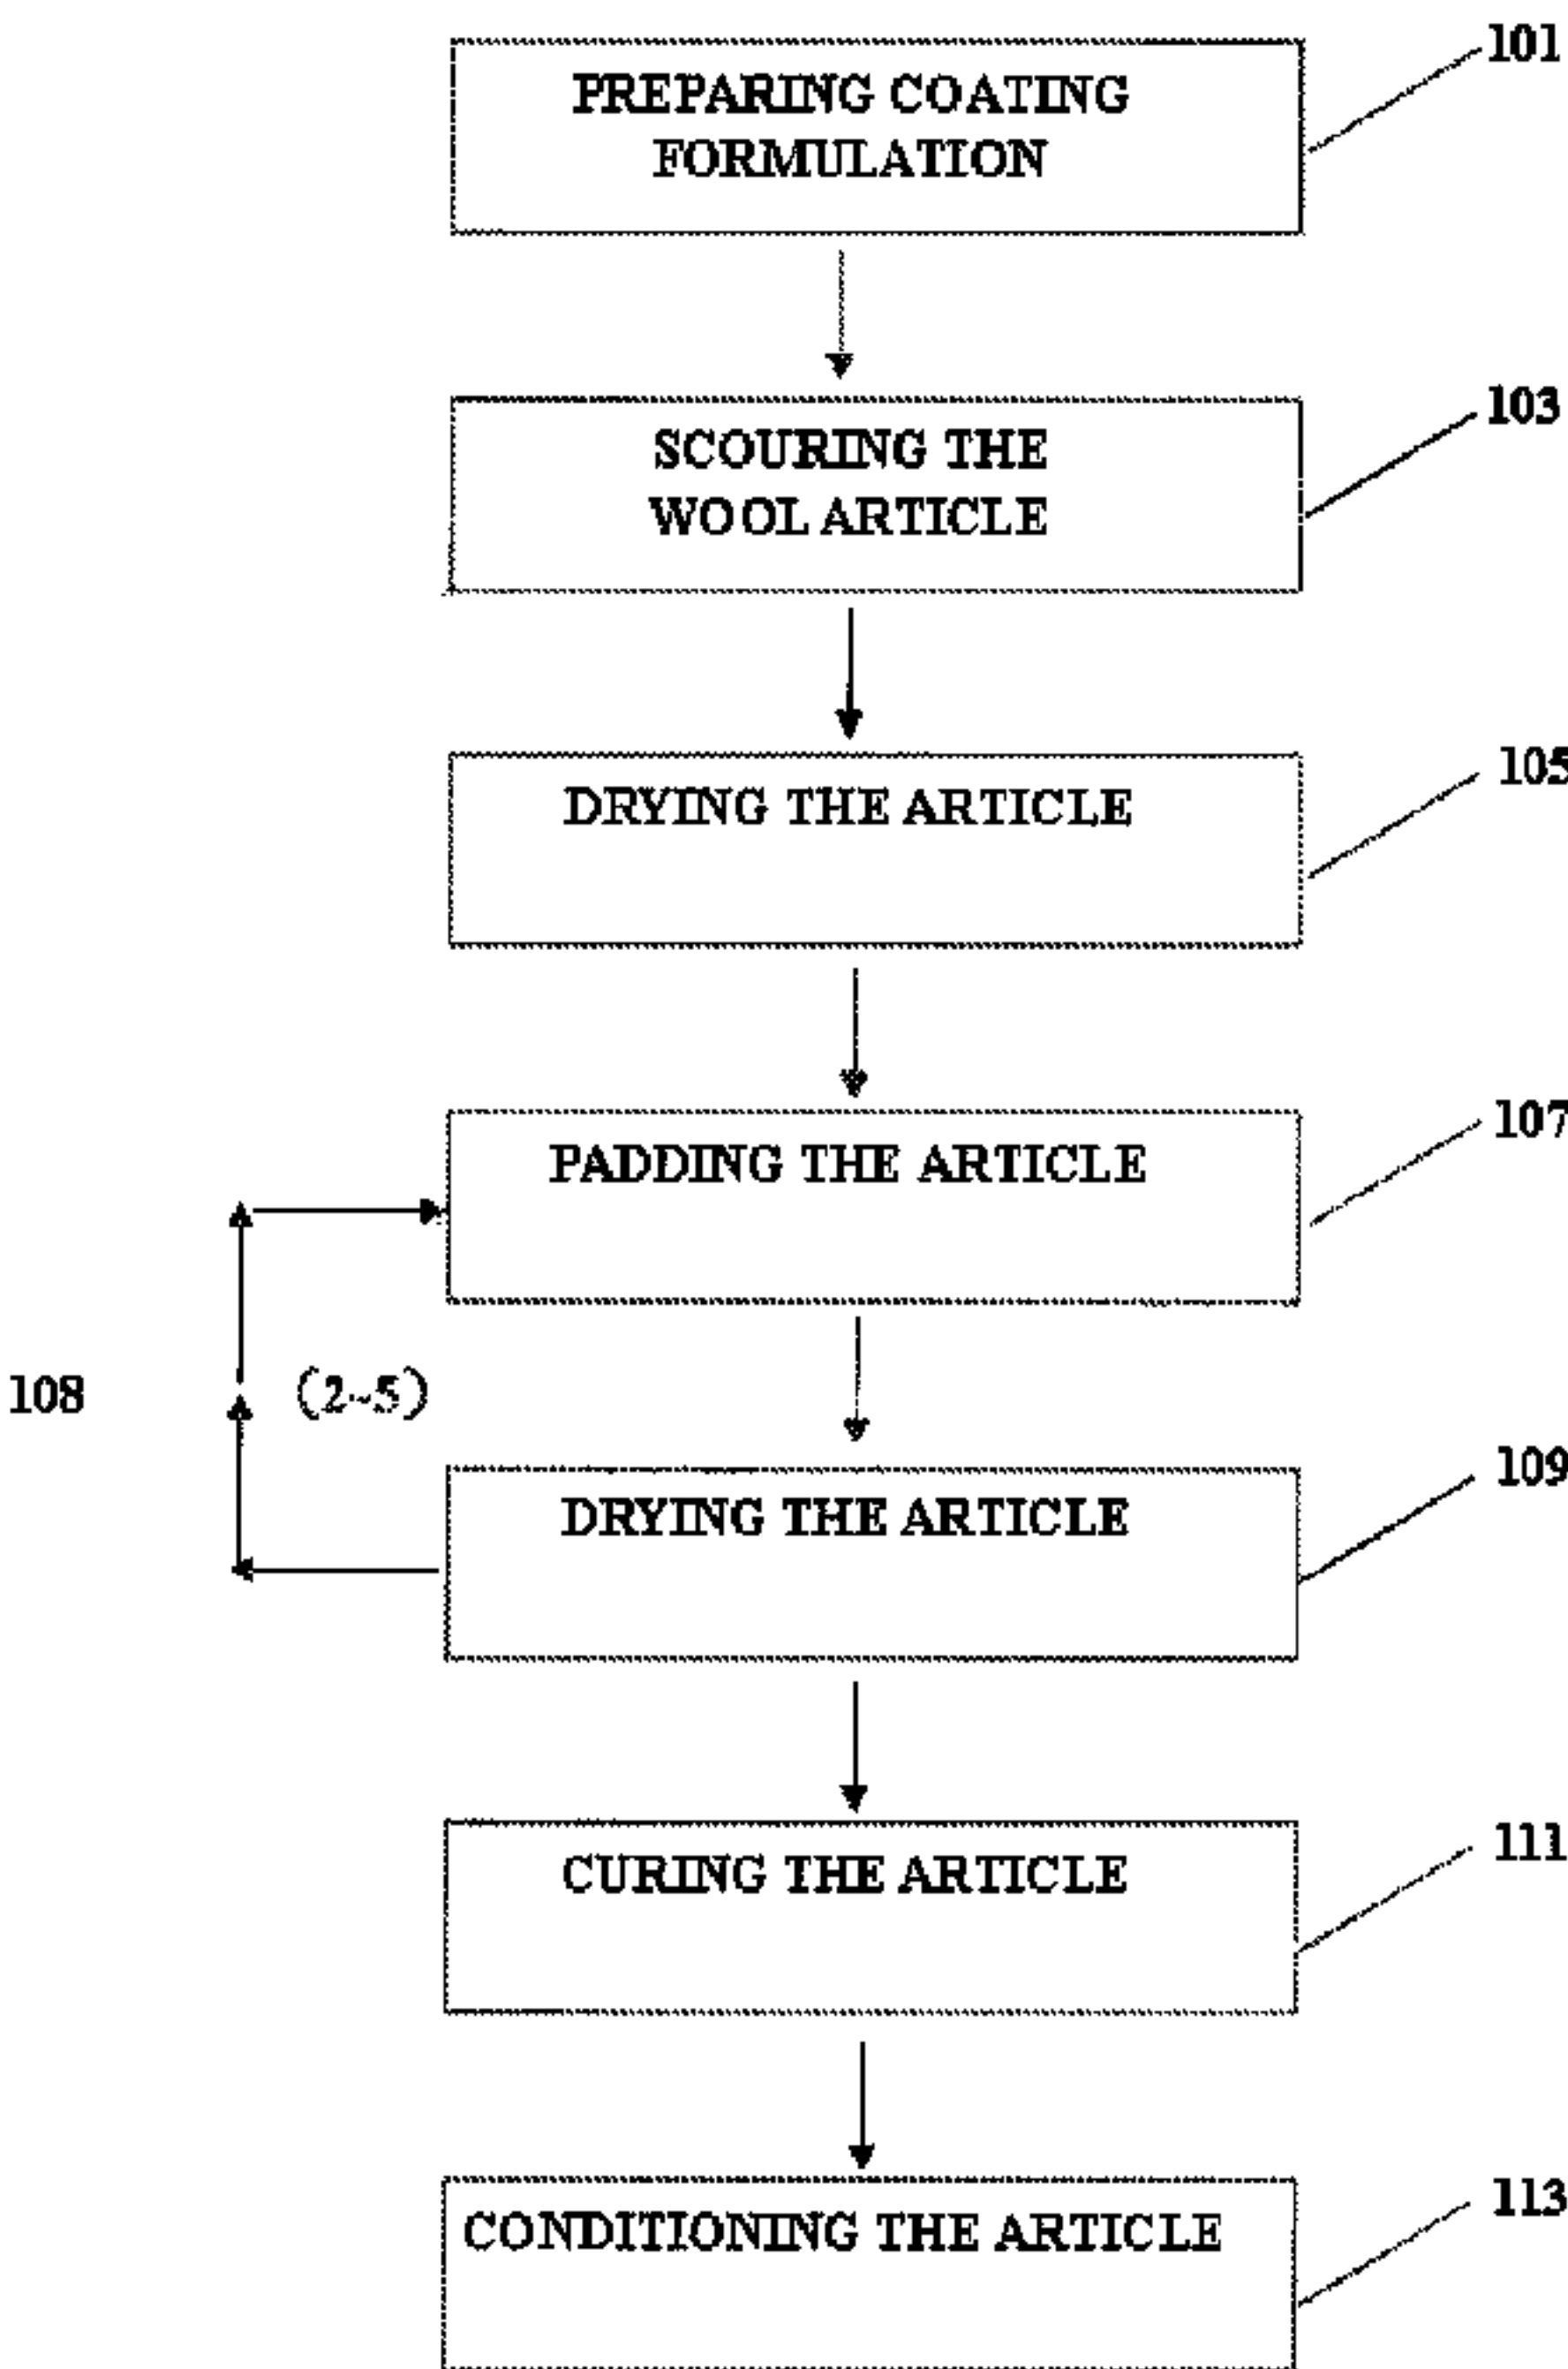 101
PREPARING COATING
FORMULATION
103
SCOURING THE
WOOL ARTICLE
105
DRYING THE ARTICLE
107
PADDING THE ARTICLE
108
(2~5)
109
DRYING THE ARTICLE
111
CURING THE ARTICLE
113
CONDITIONING THE ARTICLE